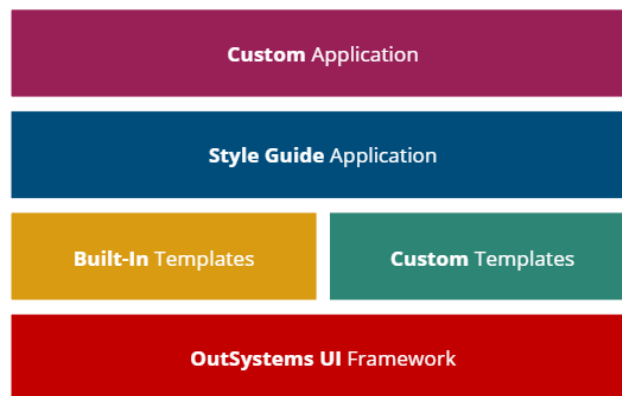 Custom Application
Style Guide Application
Built-In Templates
Custom Templates
OutSystems UI Framework